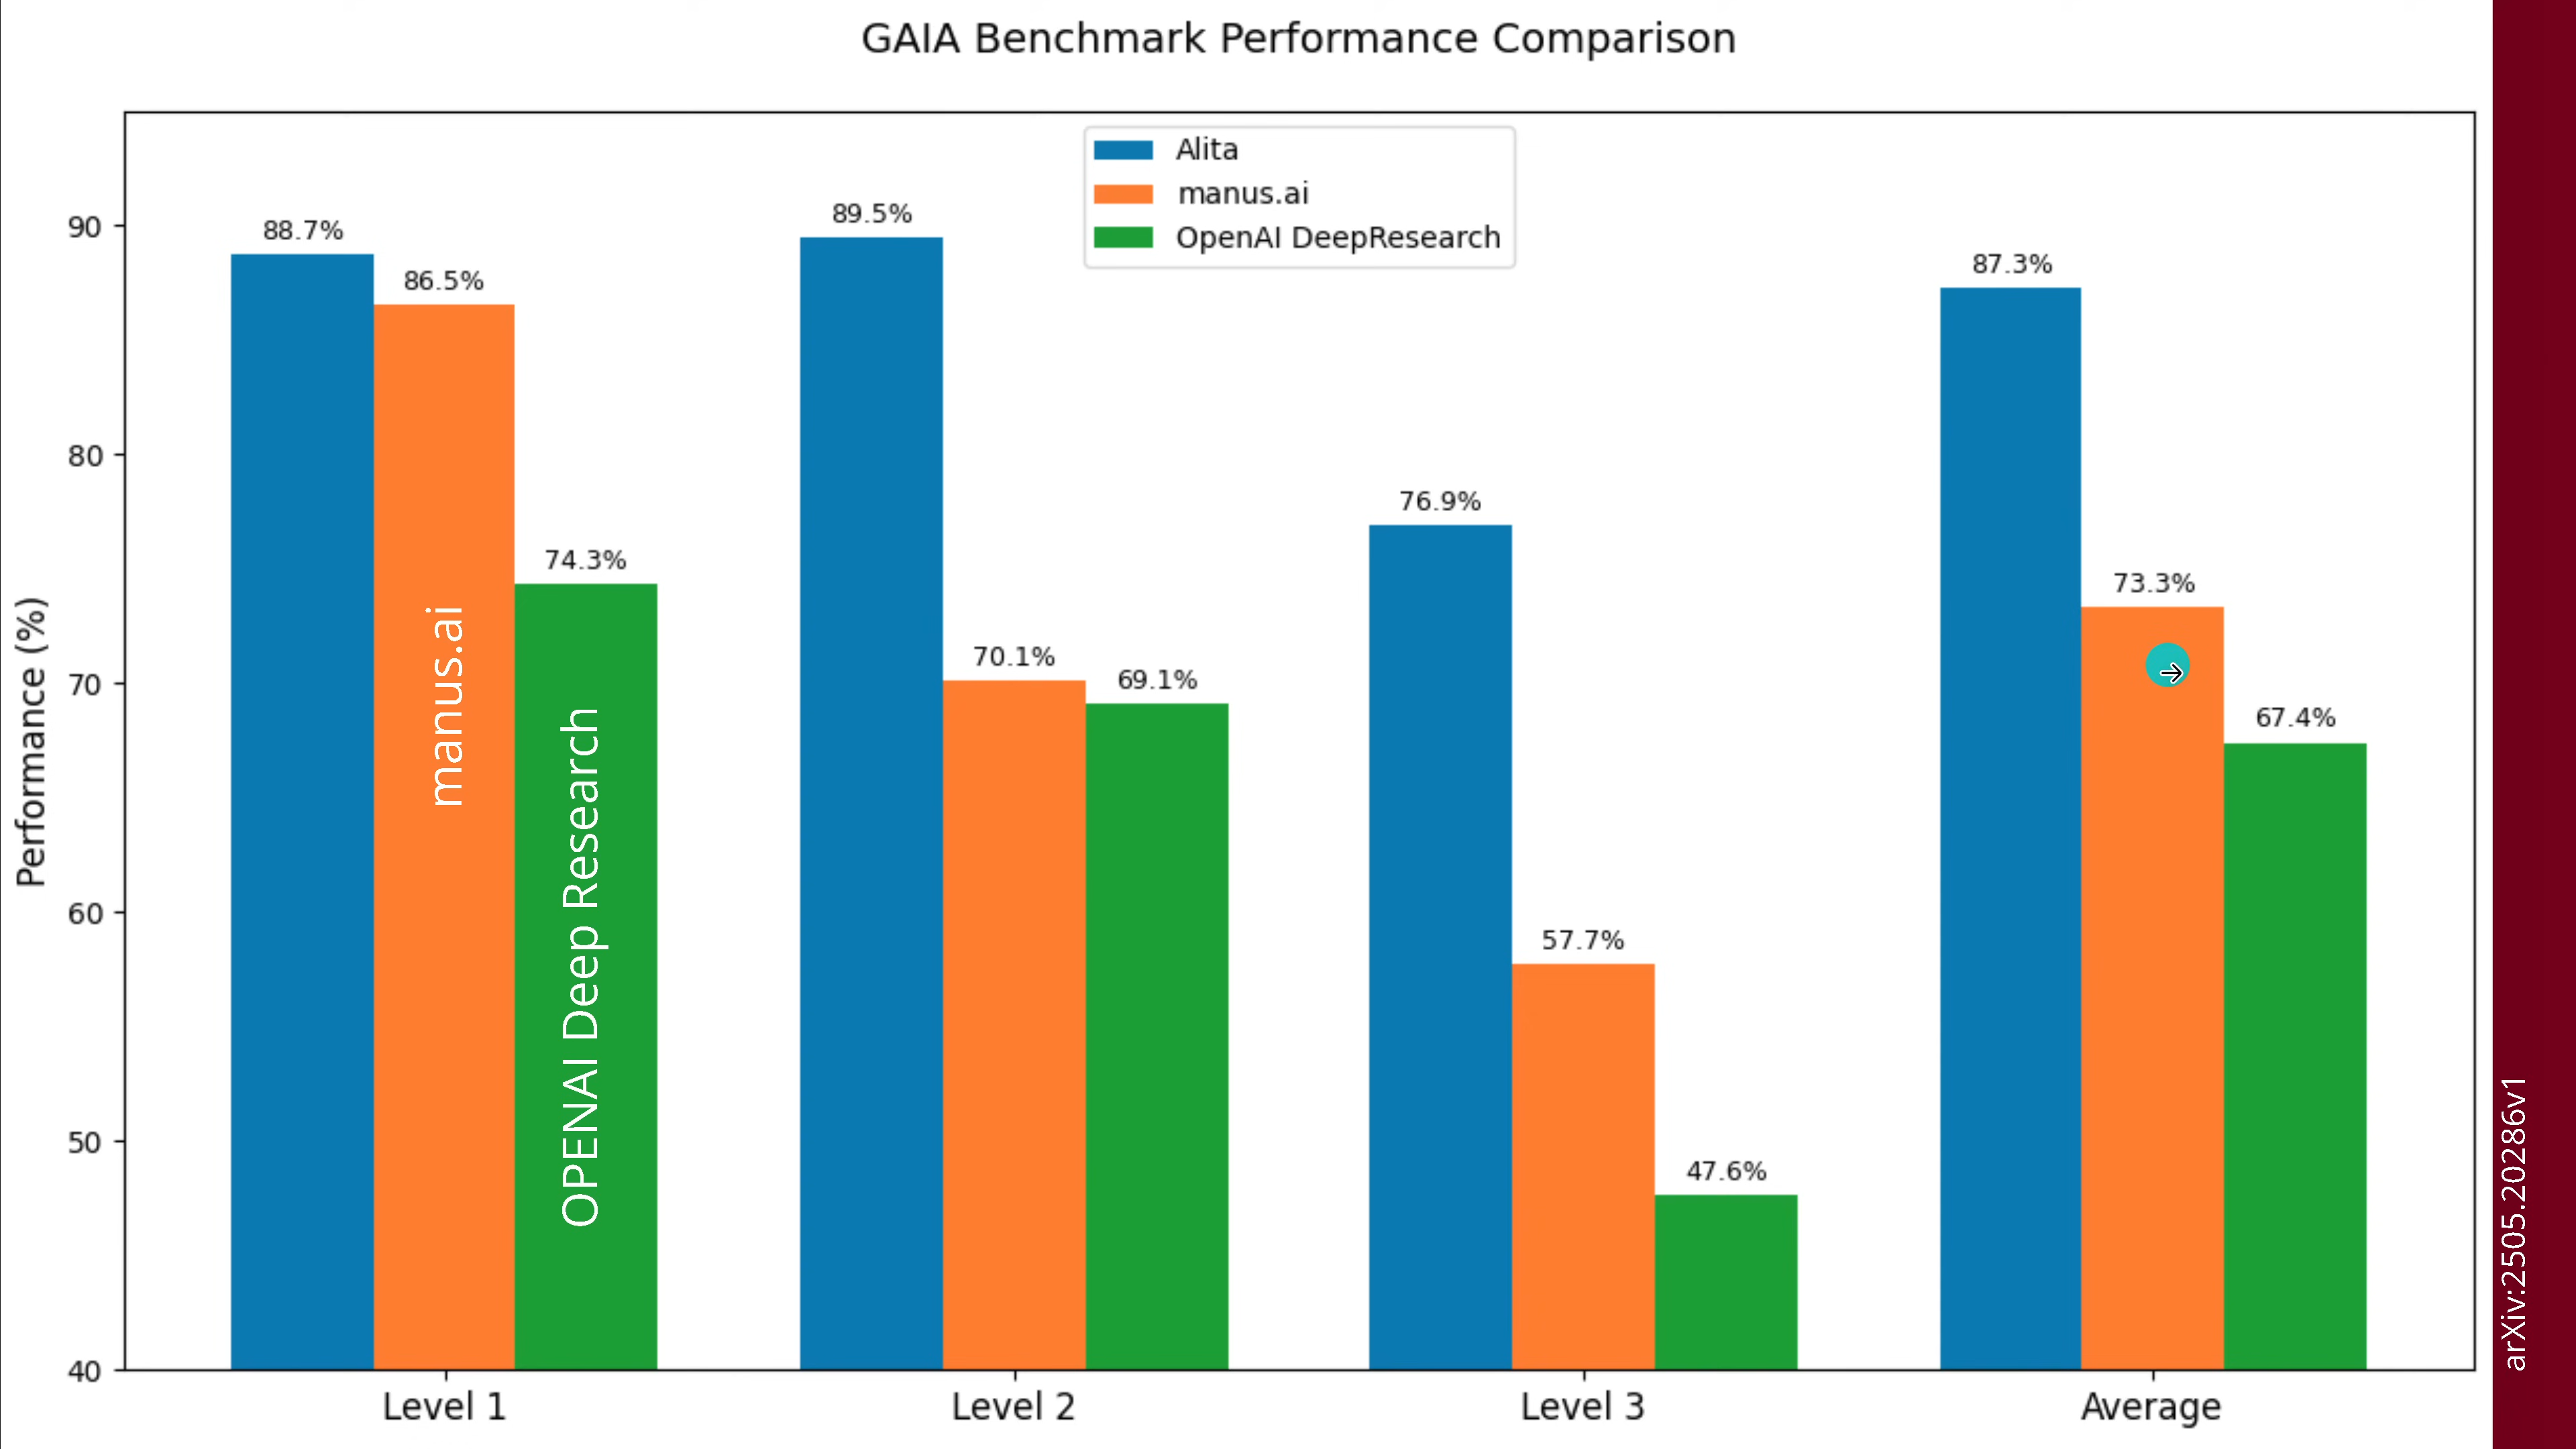 GAIA Benchmark Performance Comparison
Alita
manus.ai
OpenAI DeepResearch
Performance (%)
90
80
70
60
50
40
88.7%
86.5%
74.3%
manus.ai
OPENAI Deep Research
89.5%
70.1%
69.1%
76.9%
57.7%
47.6%
87.3%
73.3%
67.4%
Level 1
Level 2
Level 3
Average
arXiv:2505.20286v1